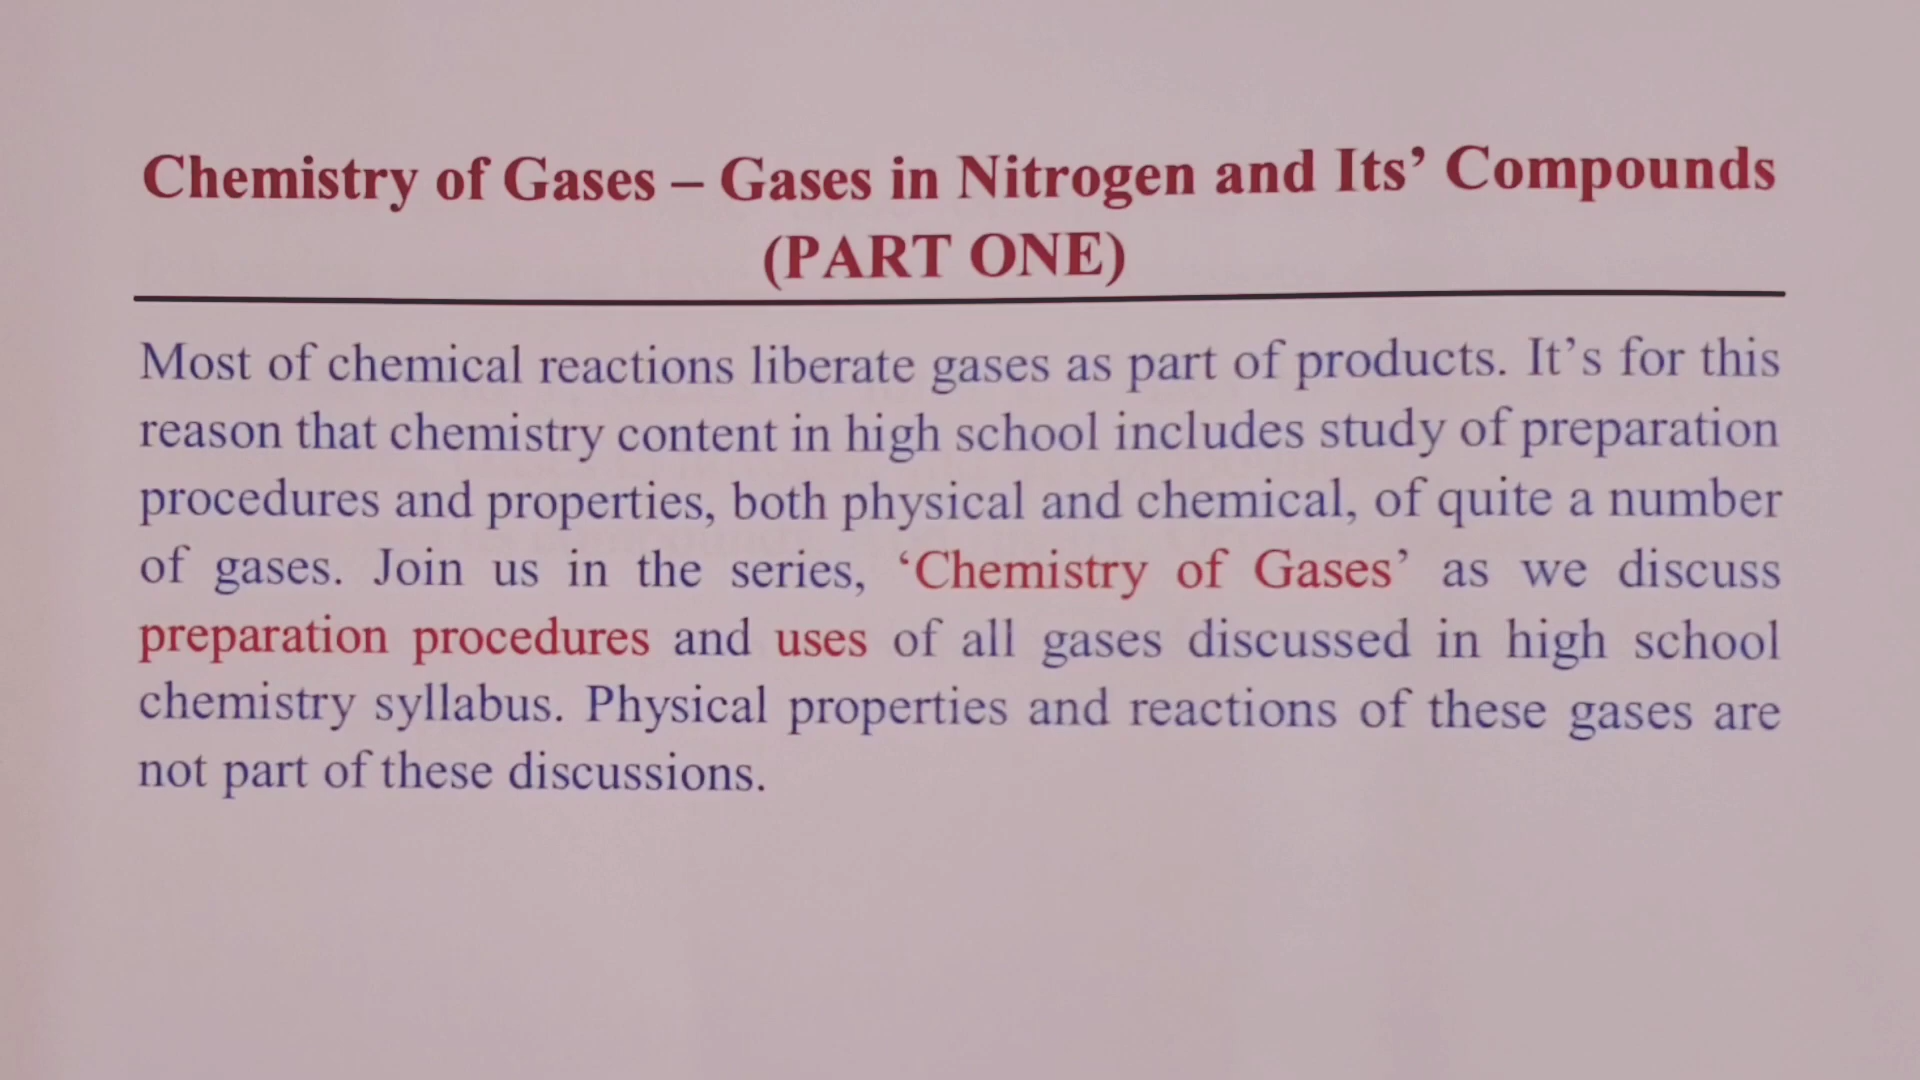 Chemistry of Gases – Gases in Nitrogen and Its’ Compounds
(PART ONE)
Most of chemical reactions liberate gases as part of products. It’s for this
reason that chemistry content in high school includes study of preparation
procedures and properties, both physical and chemical, of quite a number
of gases. Join us in the series, ‘Chemistry of Gases’ as we discuss
preparation procedures and uses of all gases discussed in high school
chemistry syllabus. Physical properties and reactions of these gases are
not part of these discussions.